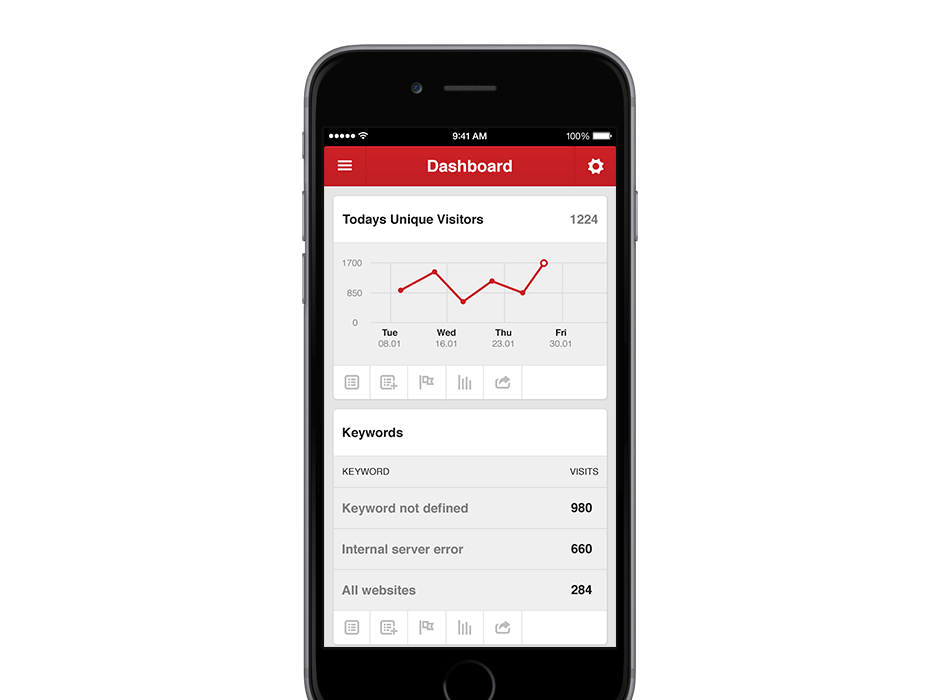 9:41 AM
100%
Dashboard
Todays Unique Visitors 1224
1700
850
0
Tue Wed Thu Fri
08.01 16.01 23.01 30.01
Keywords
KEYWORD VISITS
Keyword not defined 980
Internal server error 660
All websites 284